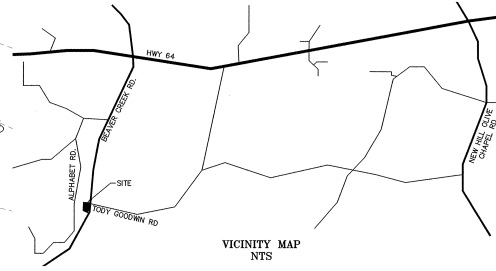 HWY 64
BEAVER CREEK RD.
NEW HILL OLIVE
CHAPEL RD
ALPHABET RD.
SITE
TODY GOODWIN RD
VICINITY MAP
NTS